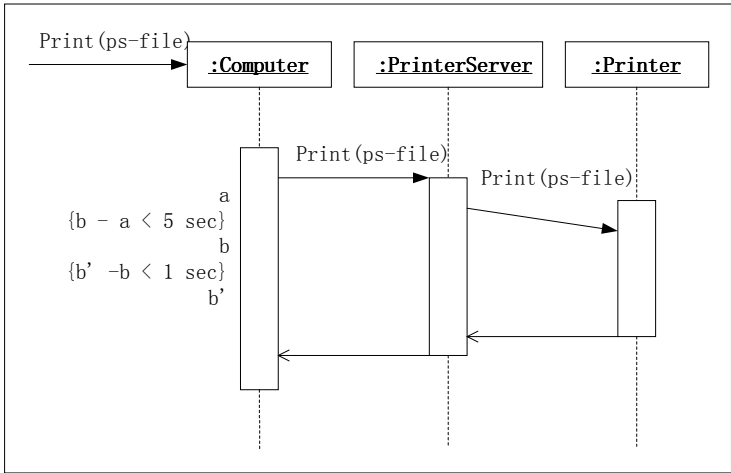 Print(ps-file)
:Computer
:PrinterServer
:Printer
Print(ps-file)
Print(ps-file)
a
{b - a < 5 sec}
b
{b' -b < 1 sec}
b'